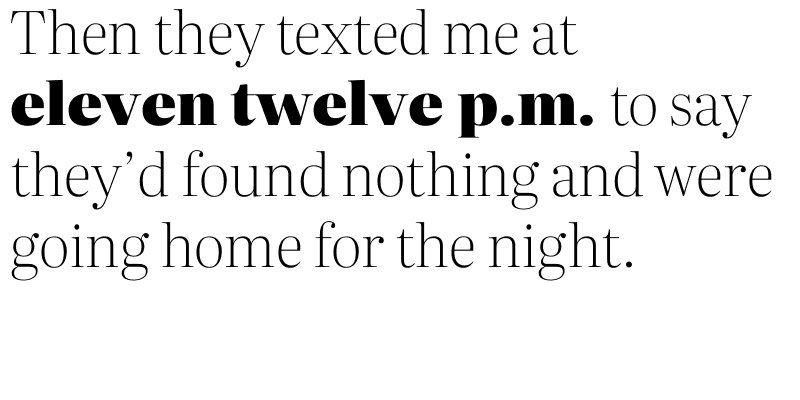 Then they texted me at
eleven twelve p.m. to say
they’d found nothing and were
going home for the night.